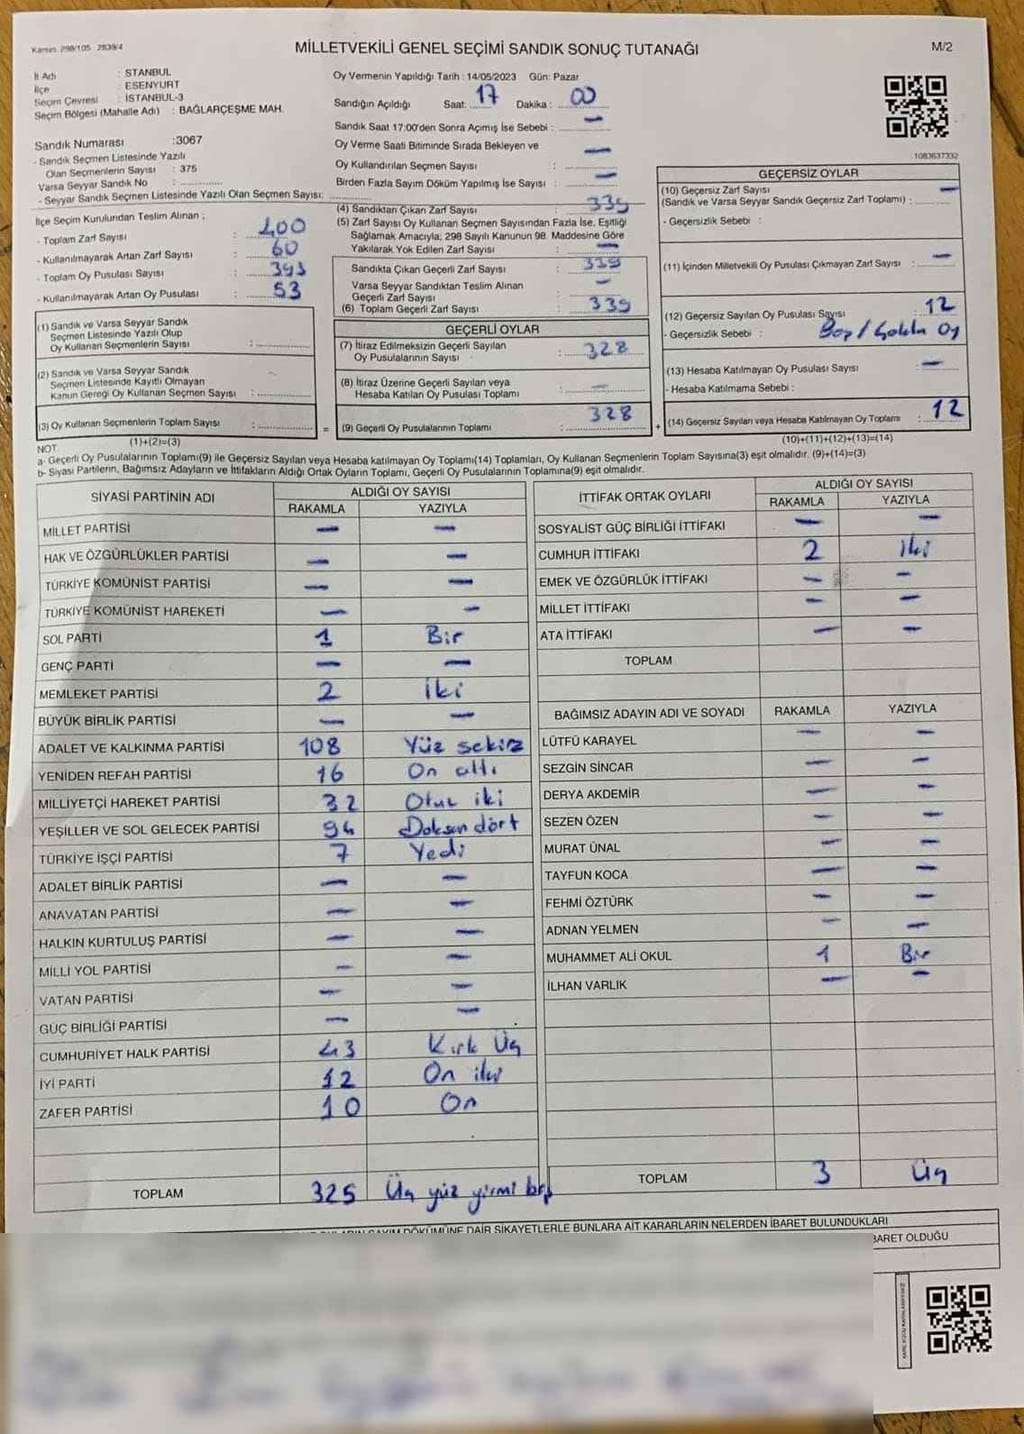 Kanun: 298/105 2839/4
MİLLETVEKİLİ GENEL SEÇİMİ SANDIK SONUÇ TUTANAĞI
M/2
İl Adı : İSTANBUL
İlçe : ESENYURT
Seçim Çevresi : İSTANBUL-3
Seçim Bölgesi (Mahalle Adı) : BAĞLARÇEŞME MAH.
Sandık Numarası :3067
- Sandık Seçmen Listesinde Yazılı
Olan Seçmenlerin Sayısı : 375
Varsa Seyyar Sandık No :
- Seyyar Sandık Seçmen Listesinde Yazılı Olan Seçmen Sayısı:
İlçe Seçim Kurulundan Teslim Alınan ;
- Toplam Zarf Sayısı : 400
- Kullanılmayarak Artan Zarf Sayısı : 60
- Toplam Oy Pusulası Sayısı : 393
- Kullanılmayarak Artan Oy Pusulası : 53
(1) Sandık ve Varsa Seyyar Sandık
Seçmen Listesinde Yazılı Olup
Oy Kullanan Seçmenlerin Sayısı :
(2) Sandık ve Varsa Seyyar Sandık
Seçmen Listesinde Kayıtlı Olmayan
Kanun Gereği Oy Kullanan Seçmen Sayısı :
(3) Oy Kullanan Seçmenlerin Toplam Sayısı :
(1)+(2)=(3)
Oy Vermenin Yapıldığı Tarih : 14/05/2023 Gün: Pazar
Sandığın Açıldığı Saat: 17 Dakika : 00
Sandık Saat 17:00'den Sonra Açımış İse Sebebi : —
Oy Verme Saati Bitiminde Sırada Bekleyen ve
Oy Kullandırılan Seçmen Sayısı : —
Birden Fazla Sayım Döküm Yapılmış İse Sayısı : —
(4) Sandıktan Çıkan Zarf Sayısı : 339
(5) Zarf Sayısı Oy Kullanan Seçmen Sayısından Fazla İse, Eşitliği
Sağlamak Amacıyla; 298 Sayılı Kanunun 98. Maddesine Göre
Yakılarak Yok Edilen Zarf Sayısı : —
Sandıkta Çıkan Geçerli Zarf Sayısı : 339
Varsa Seyyar Sandıktan Teslim Alınan
Geçerli Zarf Sayısı : —
(6) Toplam Geçerli Zarf Sayısı : 339
GEÇERLİ OYLAR
(7) İtiraz Edilmeksizin Geçerli Sayılan
Oy Pusulalarının Sayısı : 328
(8) İtiraz Üzerine Geçerli Sayılan veya
Hesaba Katılan Oy Pusulası Toplamı : —
(9) Geçerli Oy Pusulalarının Toplamı : 328
1083637332
GEÇERSİZ OYLAR
(10) Geçersiz Zarf Sayısı —
(Sandık ve Varsa Seyyar Sandık Geçersiz Zarf Toplamı) :
- Geçersizlik Sebebi :
(11) İçinden Milletvekili Oy Pusulası Çıkmayan Zarf Sayısı : —
(12) Geçersiz Sayılan Oy Pusulası Sayısı : 12
- Geçersizlik Sebebi : Boş /
(13) Hesaba Katılmayan Oy Pusulası Sayısı : —
- Hesaba Katılmama Sebebi :
(14) Geçersiz Sayılan veya Hesaba Katılmayan Oy Toplamı : 12
(10)+(11)+(12)+(13)=(14)
NOT
a- Geçerli Oy Pusulalarının Toplamı(9) ile Geçersiz Sayılan veya Hesaba katılmayan Oy Toplamı(14) Toplamları, Oy Kullanan Seçmenlerin Toplam Sayısına(3) eşit olmalıdır. (9)+(14)=(3)
b- Siyasi Partilerin, Bağımsız Adayların ve İttifakların Aldığı Ortak Oyların Toplamı, Geçerli Oy Pusulalarının Toplamına(9) eşit olmalıdır.
SİYASİ PARTİNİN ADI ALDIĞI OY SAYISI
RAKAMLA YAZIYLA
MİLLET PARTİSİ — —
HAK VE ÖZGÜRLÜKLER PARTİSİ — —
TÜRKİYE KOMÜNİST PARTİSİ — —
TÜRKİYE KOMÜNİST HAREKETİ — —
SOL PARTİ 1 Bir
GENÇ PARTİ — —
MEMLEKET PARTİSİ 2 İki
BÜYÜK BİRLİK PARTİSİ — —
ADALET VE KALKINMA PARTİSİ 108 Yüz sekiz
YENİDEN REFAH PARTİSİ 16 On altı
MİLLİYETÇİ HAREKET PARTİSİ 32 Otuz iki
YEŞİLLER VE SOL GELECEK PARTİSİ 94 Doksan dört
TÜRKİYE İŞÇİ PARTİSİ 7 Yedi
ADALET BİRLİK PARTİSİ — —
ANAVATAN PARTİSİ — —
HALKIN KURTULUŞ PARTİSİ — —
MİLLİ YOL PARTİSİ — —
VATAN PARTİSİ — —
GÜÇ BİRLİĞİ PARTİSİ — —
CUMHURİYET HALK PARTİSİ 43 Kırk Üç
İYİ PARTİ 12 On iki
ZAFER PARTİSİ 10 On
TOPLAM 325 Üç yüz yirmi beş
İTTİFAK ORTAK OYLARI ALDIĞI OY SAYISI
RAKAMLA YAZIYLA
SOSYALİST GÜÇ BİRLİĞİ İTTİFAKI — —
CUMHUR İTTİFAKI 2 İki
EMEK VE ÖZGÜRLÜK İTTİFAKI — —
MİLLET İTTİFAKI — —
ATA İTTİFAKI — —
TOPLAM
BAĞIMSIZ ADAYIN ADI VE SOYADI RAKAMLA YAZIYLA
LÜTFÜ KARAYEL — —
SEZGİN SİNCAR — —
DERYA AKDEMİR — —
SEZEN ÖZEN — —
MURAT ÜNAL — —
TAYFUN KOCA — —
FEHMİ ÖZTÜRK — —
ADNAN YELMEN — —
MUHAMMET ALİ OKUL 1 Bir
İLHAN VARLIK — —
TOPLAM 3 Üç
SAYIM DÖKÜMÜNE DAİR ŞİKAYETLERLE BUNLARA AİT KARARLARIN NELERDEN İBARET BULUNDUKLARI
İBARET OLDUĞU